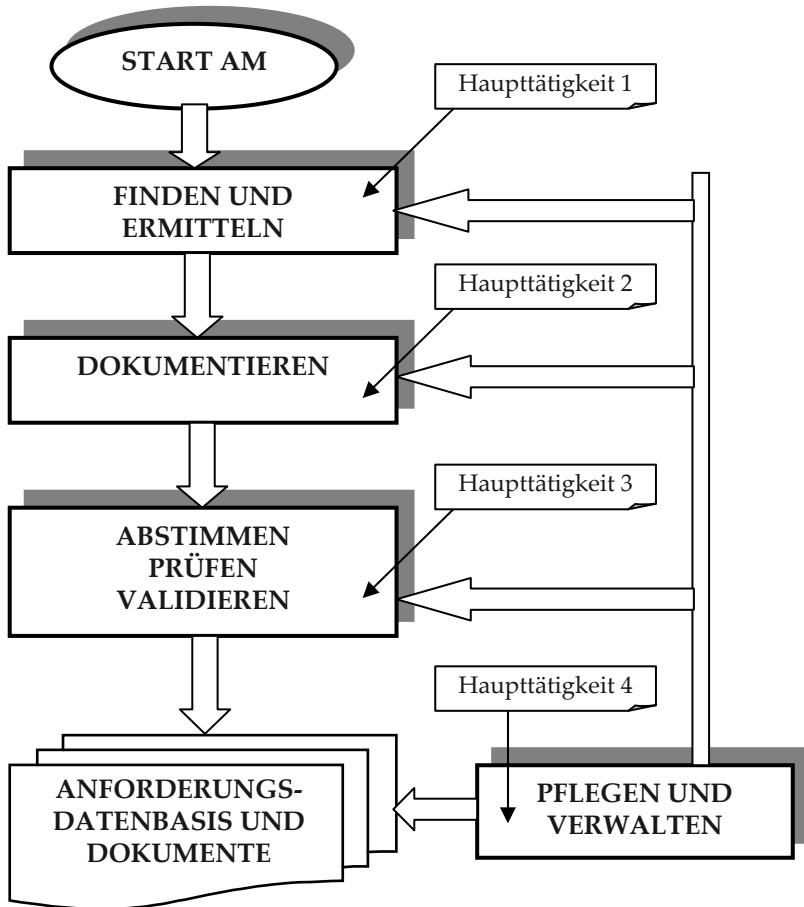 START AM
Haupttätigkeit 1
FINDEN UND
ERMITTELN
Haupttätigkeit 2
DOKUMENTIEREN
Haupttätigkeit 3
ABSTIMMEN
PRÜFEN
VALIDIEREN
Haupttätigkeit 4
ANFORDERUNGS-
DATENBASIS UND
DOKUMENTE
PFLEGEN UND
VERWALTEN